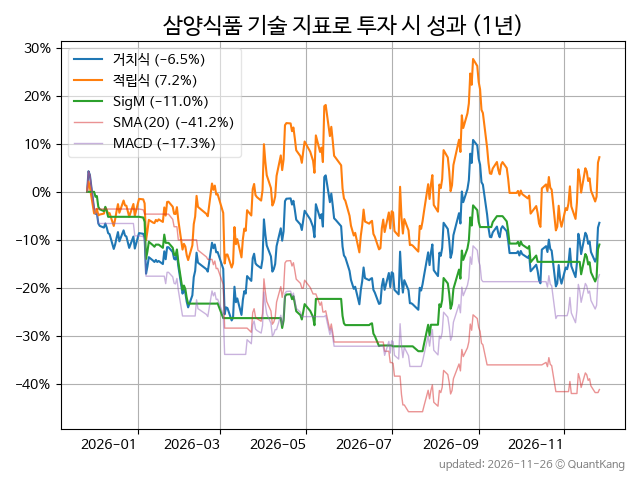 삼양식품 기술 지표로 투자 시 성과 (1년)
30%
20%
10%
0%
−10%
−20%
−30%
−40%
거치식 (−6.5%)
적립식 (7.2%)
SigM (−11.0%)
SMA(20) (−41.2%)
MACD (−17.3%)
2026-01
2026-03
2026-05
2026-07
2026-09
2026-11
updated: 2026-11-26 © QuantKang